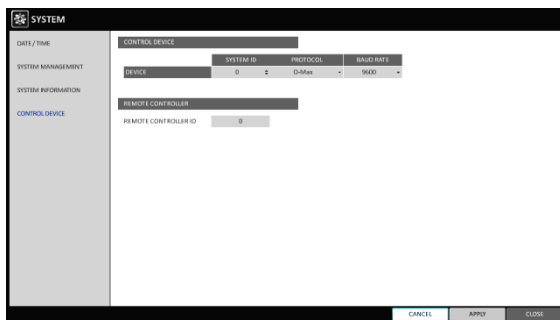 SYSTEM
DATE / TIME
SYSTEM MANAGEMENT
SYSTEM INFORMATION
CONTROL DEVICE
CONTROL DEVICE
SYSTEM ID PROTOCOL BAUD RATE
DEVICE 0 D-Max 9600
REMOTE CONTROLLER
REMOTE CONTROLLER ID 0
CANCEL APPLY CLOSE